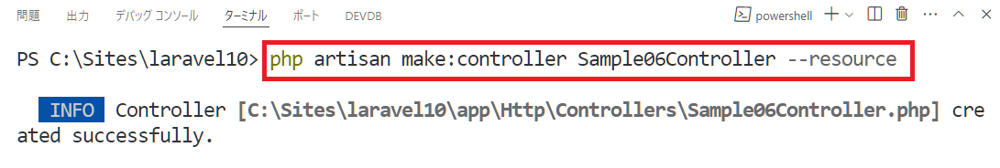 問題 出力 デバッグ コンソール ターミナル ポート DEVDB powershell
PS C:\Sites\laravel10> php artisan make:controller Sample06Controller --resource
INFO Controller [C:\Sites\laravel10\app\Http\Controllers\Sample06Controller.php] cre
ated successfully.